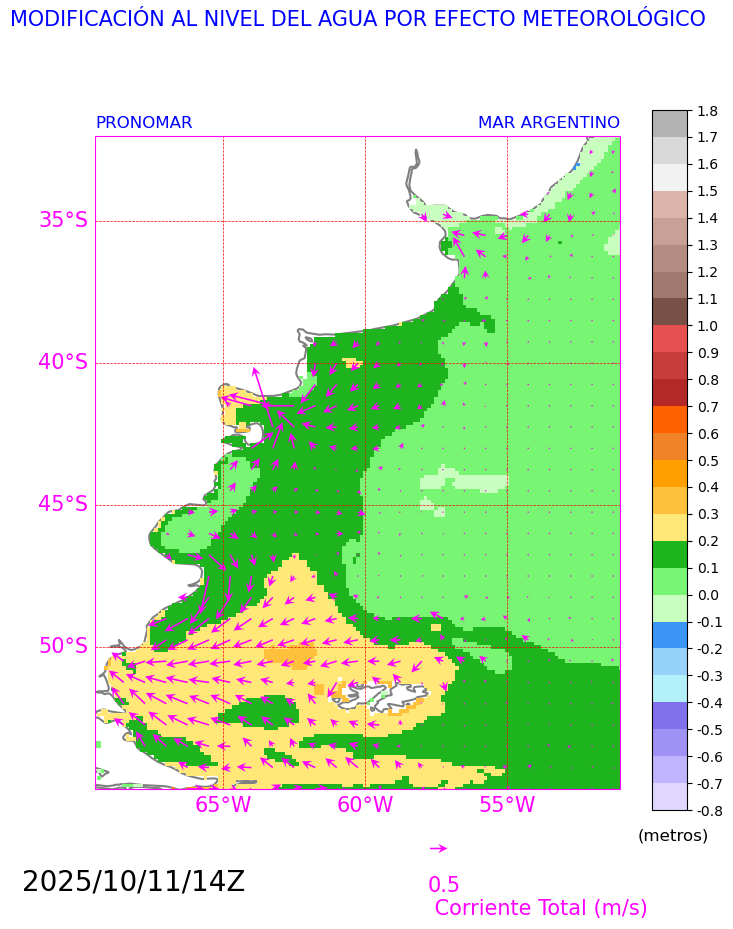 MODIFICACIÓN AL NIVEL DEL AGUA POR EFECTO METEOROLÓGICO
PRONOMAR MAR ARGENTINO
1.8
1.7
1.6
1.5
1.4
1.3
1.2
1.1
1.0
0.9
0.8
0.7
0.6
0.5
0.4
0.3
0.2
0.1
0.0
-0.1
-0.2
-0.3
-0.4
-0.5
-0.6
-0.7
-0.8
(metros)
35°S
40°S
45°S
50°S
65°W 60°W 55°W
2025/10/11/14Z
0.5
Corriente Total (m/s)